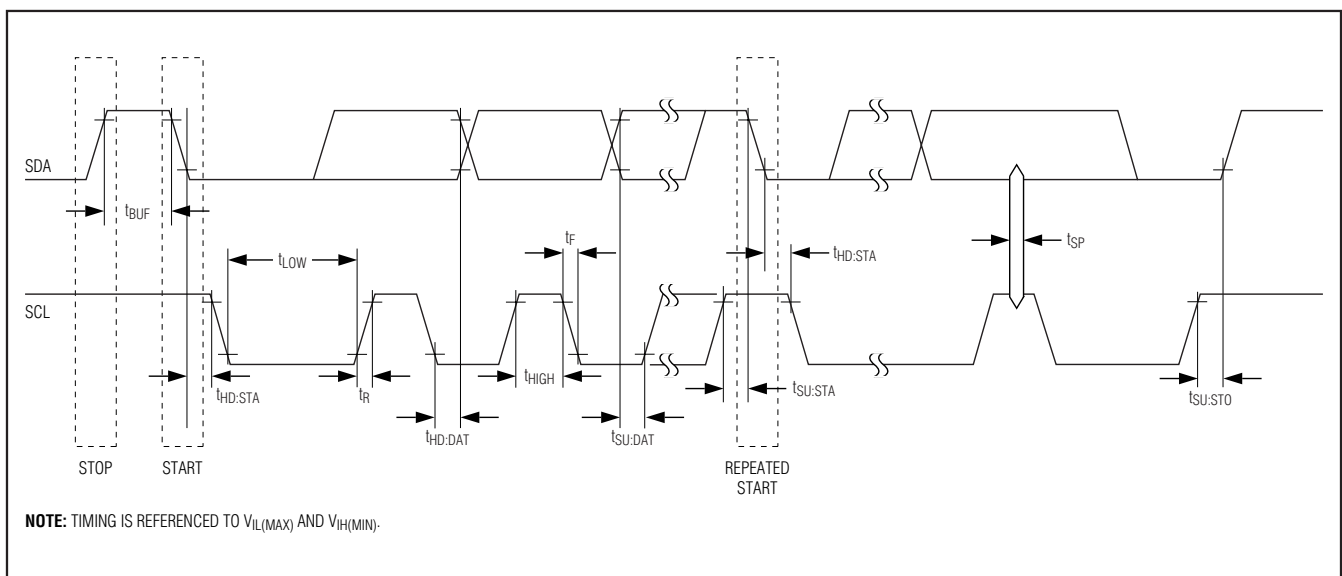 SDA
tBUF
tF
tHD:STA
tSP
tLOW
SCL
tHD:STA
tR
tHIGH
tSU:STA
tSU:STO
tHD:DAT
tSU:DAT
STOP
START
REPEATED
START
NOTE: TIMING IS REFERENCED TO VIL(MAX) AND VIH(MIN).